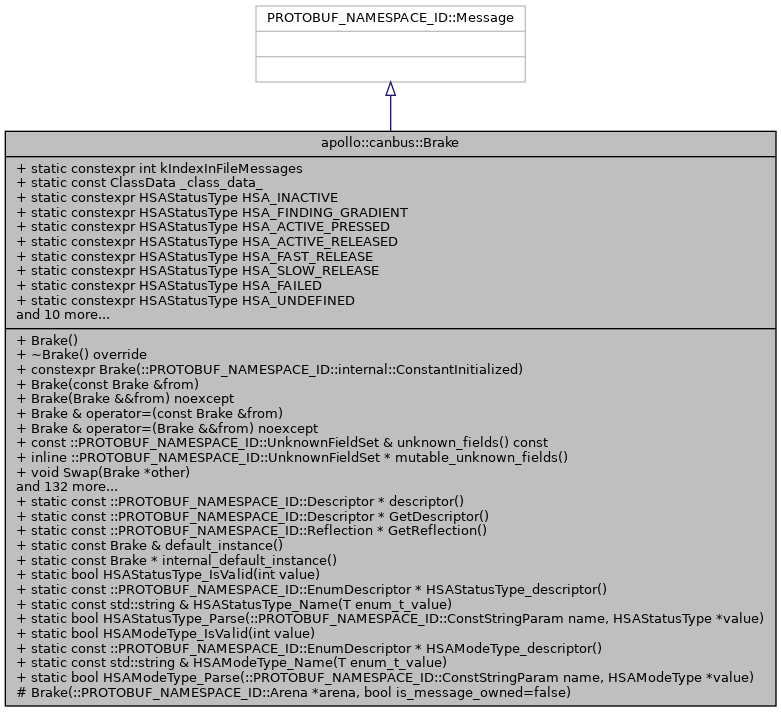 PROTOBUF_NAMESPACE_ID::Message
apollo::canbus::Brake
+ static constexpr int kIndexInFileMessages
+ static const ClassData _class_data_
+ static constexpr HSAStatusType HSA_INACTIVE
+ static constexpr HSAStatusType HSA_FINDING_GRADIENT
+ static constexpr HSAStatusType HSA_ACTIVE_PRESSED
+ static constexpr HSAStatusType HSA_ACTIVE_RELEASED
+ static constexpr HSAStatusType HSA_FAST_RELEASE
+ static constexpr HSAStatusType HSA_SLOW_RELEASE
+ static constexpr HSAStatusType HSA_FAILED
+ static constexpr HSAStatusType HSA_UNDEFINED
and 10 more...
+ Brake()
+ ~Brake() override
+ constexpr Brake(::PROTOBUF_NAMESPACE_ID::internal::ConstantInitialized)
+ Brake(const Brake &from)
+ Brake(Brake &&from) noexcept
+ Brake & operator=(const Brake &from)
+ Brake & operator=(Brake &&from) noexcept
+ const ::PROTOBUF_NAMESPACE_ID::UnknownFieldSet & unknown_fields() const
+ inline ::PROTOBUF_NAMESPACE_ID::UnknownFieldSet * mutable_unknown_fields()
+ void Swap(Brake *other)
and 132 more...
+ static const ::PROTOBUF_NAMESPACE_ID::Descriptor * descriptor()
+ static const ::PROTOBUF_NAMESPACE_ID::Descriptor * GetDescriptor()
+ static const ::PROTOBUF_NAMESPACE_ID::Reflection * GetReflection()
+ static const Brake & default_instance()
+ static const Brake * internal_default_instance()
+ static bool HSAStatusType_IsValid(int value)
+ static const ::PROTOBUF_NAMESPACE_ID::EnumDescriptor * HSAStatusType_descriptor()
+ static const std::string & HSAStatusType_Name(T enum_t_value)
+ static bool HSAStatusType_Parse(::PROTOBUF_NAMESPACE_ID::ConstStringParam name, HSAStatusType *value)
+ static bool HSAModeType_IsValid(int value)
+ static const ::PROTOBUF_NAMESPACE_ID::EnumDescriptor * HSAModeType_descriptor()
+ static const std::string & HSAModeType_Name(T enum_t_value)
+ static bool HSAModeType_Parse(::PROTOBUF_NAMESPACE_ID::ConstStringParam name, HSAModeType *value)
# Brake(::PROTOBUF_NAMESPACE_ID::Arena *arena, bool is_message_owned=false)